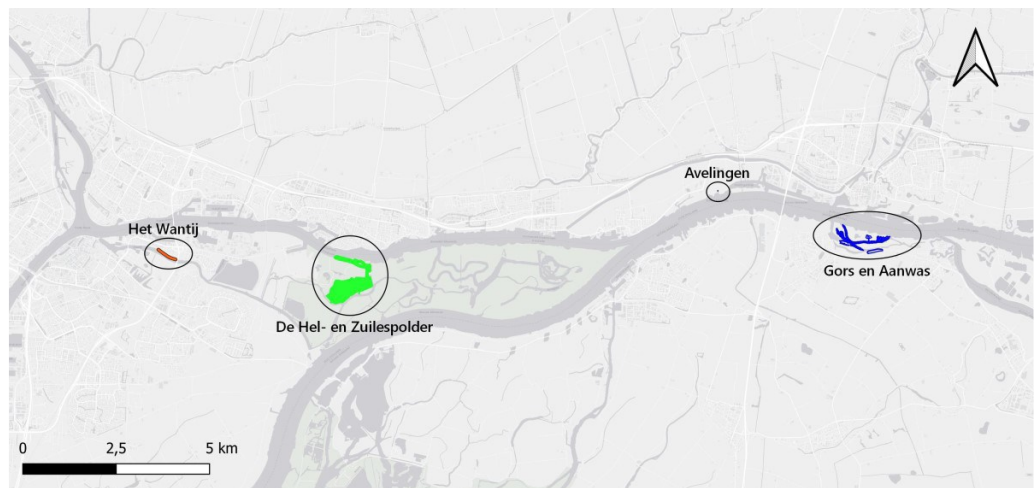 Avelingen
Het Wantij
Gors en Aanwas
De Hel- en Zuilespolder
0 2,5 5 km